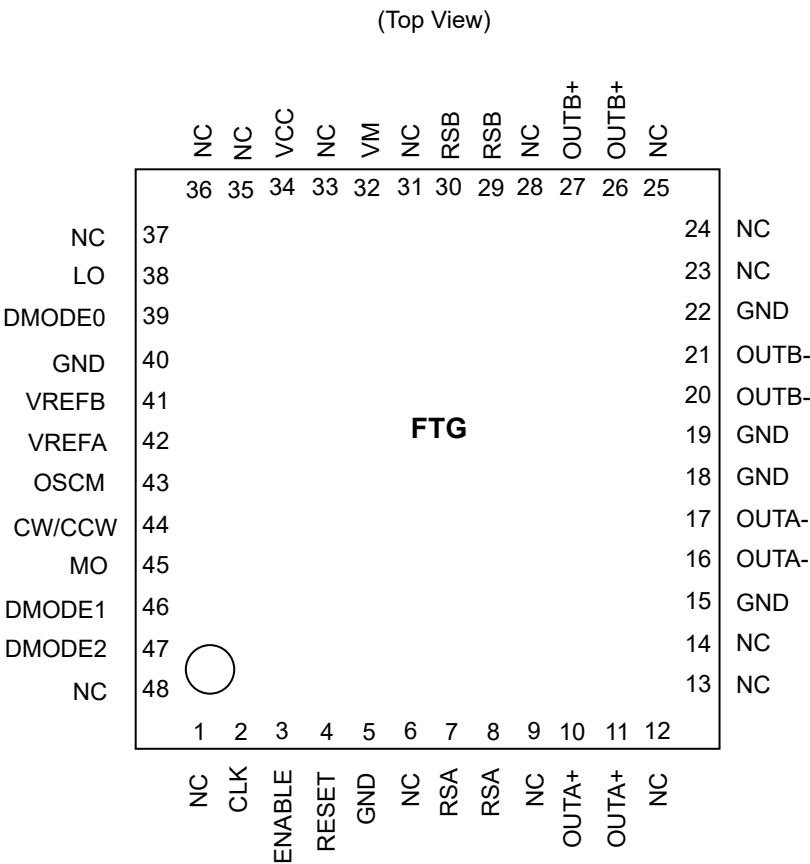 (Top View)
NC NC VCC NC VM NC RSB RSB NC OUTB+ OUTB+ NC
36 35 34 33 32 31 30 29 28 27 26 25
NC 37
LO 38
DMODE0 39
GND 40
VREFB 41
VREFA 42
OSCM 43
CW/CCW 44
MO 45
DMODE1 46
DMODE2 47
NC 48
FTG
24 NC
23 NC
22 GND
21 OUTB-
20 OUTB-
19 GND
18 GND
17 OUTA-
16 OUTA-
15 GND
14 NC
13 NC
1 2 3 4 5 6 7 8 9 10 11 12
NC CLK ENABLE RESET GND NC RSA RSA NC OUTA+ OUTA+ NC